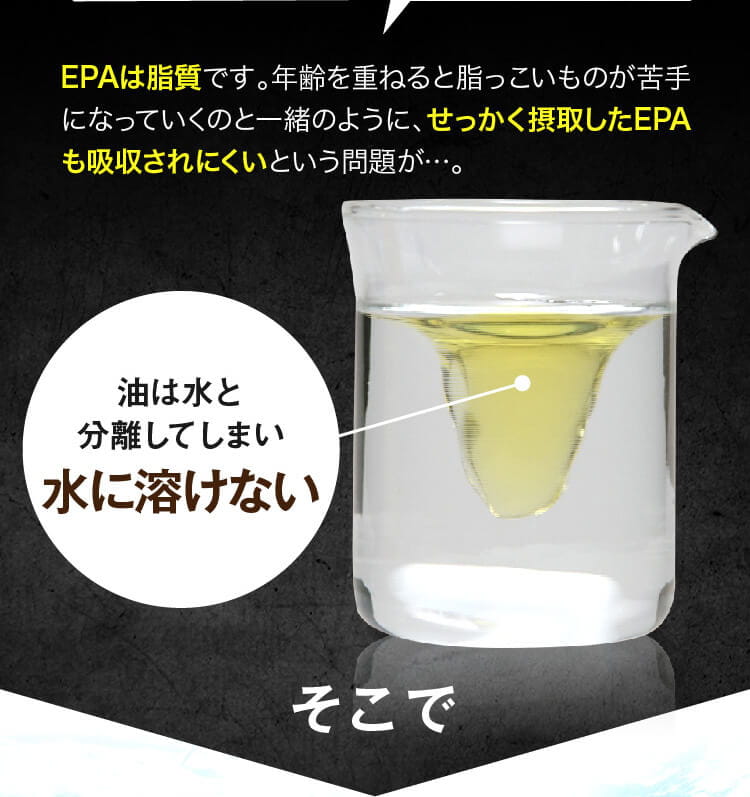 EPAは脂質です。年齢を重ねると脂っこいものが苦手
になっていくのと一緒のように、せっかく摂取したEPA
も吸収されにくいという問題が…。
油は水と
分離してしまい
水に溶けない
そこで